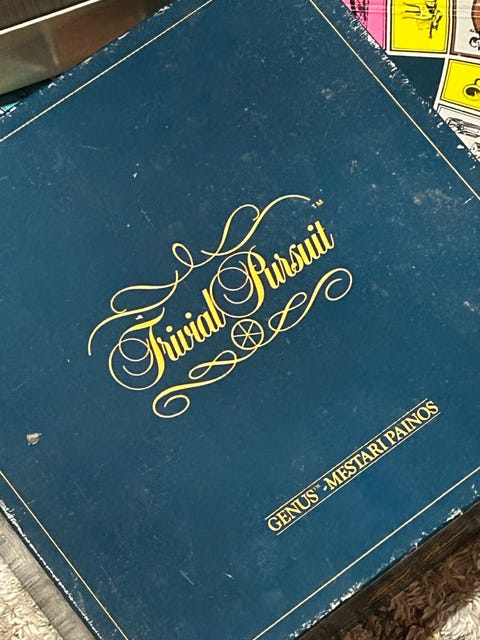 Trivial Pursuit™
GENUS™ - MESTARI PAINOS